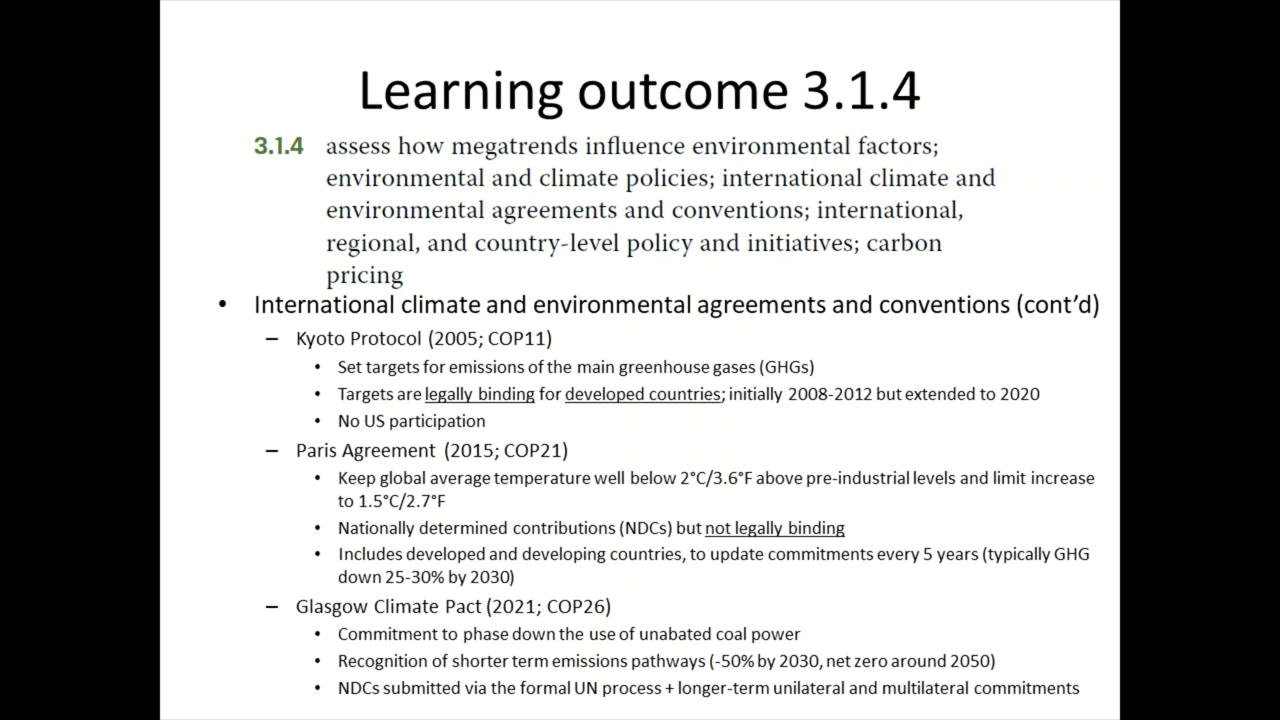 Learning outcome 3.1.4
3.1.4 assess how megatrends influence environmental factors;
environmental and climate policies; international climate and
environmental agreements and conventions; international,
regional, and country-level policy and initiatives; carbon
pricing
• International climate and environmental agreements and conventions (cont’d)
– Kyoto Protocol (2005; COP11)
• Set targets for emissions of the main greenhouse gases (GHGs)
• Targets are legally binding for developed countries; initially 2008-2012 but extended to 2020
• No US participation
– Paris Agreement (2015; COP21)
• Keep global average temperature well below 2°C/3.6°F above pre-industrial levels and limit increase
to 1.5°C/2.7°F
• Nationally determined contributions (NDCs) but not legally binding
• Includes developed and developing countries, to update commitments every 5 years (typically GHG
down 25-30% by 2030)
– Glasgow Climate Pact (2021; COP26)
• Commitment to phase down the use of unabated coal power
• Recognition of shorter term emissions pathways (-50% by 2030, net zero around 2050)
• NDCs submitted via the formal UN process + longer-term unilateral and multilateral commitments